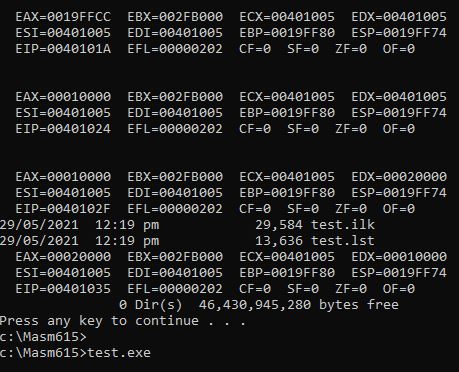 EAX=0019FFCC EBX=002FB000 ECX=00401005 EDX=00401005
ESI=00401005 EDI=00401005 EBP=0019FF80 ESP=0019FF74
EIP=0040101A EFL=00000202 CF=0 SF=0 ZF=0 OF=0
EAX=00010000 EBX=002FB000 ECX=00401005 EDX=00401005
ESI=00401005 EDI=00401005 EBP=0019FF80 ESP=0019FF74
EIP=00401024 EFL=00000202 CF=0 SF=0 ZF=0 OF=0
EAX=00010000 EBX=002FB000 ECX=00401005 EDX=00020000
ESI=00401005 EDI=00401005 EBP=0019FF80 ESP=0019FF74
EIP=0040102F EFL=00000202 CF=0 SF=0 ZF=0 OF=0
29/05/2021 12:19 pm 29,584 test.ilk
29/05/2021 12:19 pm 13,636 test.lst
EAX=00020000 EBX=002FB000 ECX=00401005 EDX=00010000
ESI=00401005 EDI=00401005 EBP=0019FF80 ESP=0019FF74
EIP=00401035 EFL=00000202 CF=0 SF=0 ZF=0 OF=0
0 Dir(s) 46,430,945,280 bytes free
Press any key to continue . . .
c:\Masm615>
c:\Masm615>test.exe